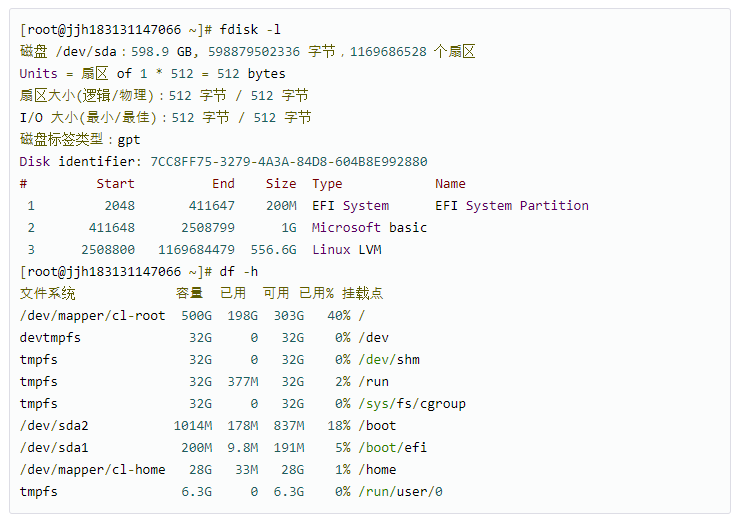 [root@jjh183131147066 ~]# fdisk -l
磁盘 /dev/sda：598.9 GB, 598879502336 字节，1169686528 个扇区
Units = 扇区 of 1 * 512 = 512 bytes
扇区大小(逻辑/物理)：512 字节 / 512 字节
I/O 大小(最小/最佳)：512 字节 / 512 字节
磁盘标签类型：gpt
Disk identifier: 7CC8FF75-3279-4A3A-84D8-604B8E992880
#         Start          End    Size  Type            Name
1         2048       411647    200M  EFI System      EFI System Partition
2       411648      2508799      1G  Microsoft basic
3      2508800   1169684479  556.6G  Linux LVM
[root@jjh183131147066 ~]# df -h
文件系统             容量  已用  可用 已用% 挂载点
/dev/mapper/cl-root  500G  198G  303G   40% /
devtmpfs              32G     0   32G    0% /dev
tmpfs                 32G     0   32G    0% /dev/shm
tmpfs                 32G  377M   32G    2% /run
tmpfs                 32G     0   32G    0% /sys/fs/cgroup
/dev/sda2           1014M  178M  837M   18% /boot
/dev/sda1            200M  9.8M  191M    5% /boot/efi
/dev/mapper/cl-home   28G   33M   28G    1% /home
tmpfs                6.3G     0  6.3G    0% /run/user/0